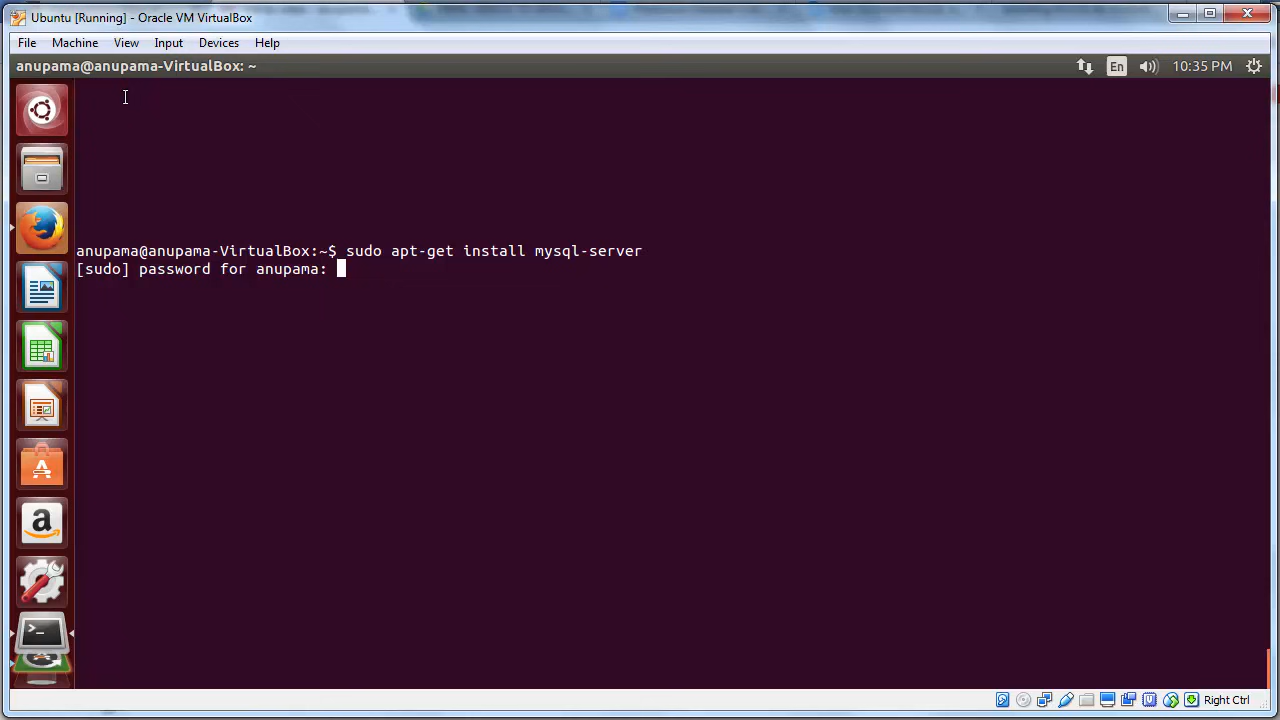 Ubuntu [Running] - Oracle VM VirtualBox
File Machine View Input Devices Help
anupama@anupama-VirtualBox: ~
En 10:35 PM
anupama@anupama-VirtualBox:~$ sudo apt-get install mysql-server
[sudo] password for anupama:
Right Ctrl